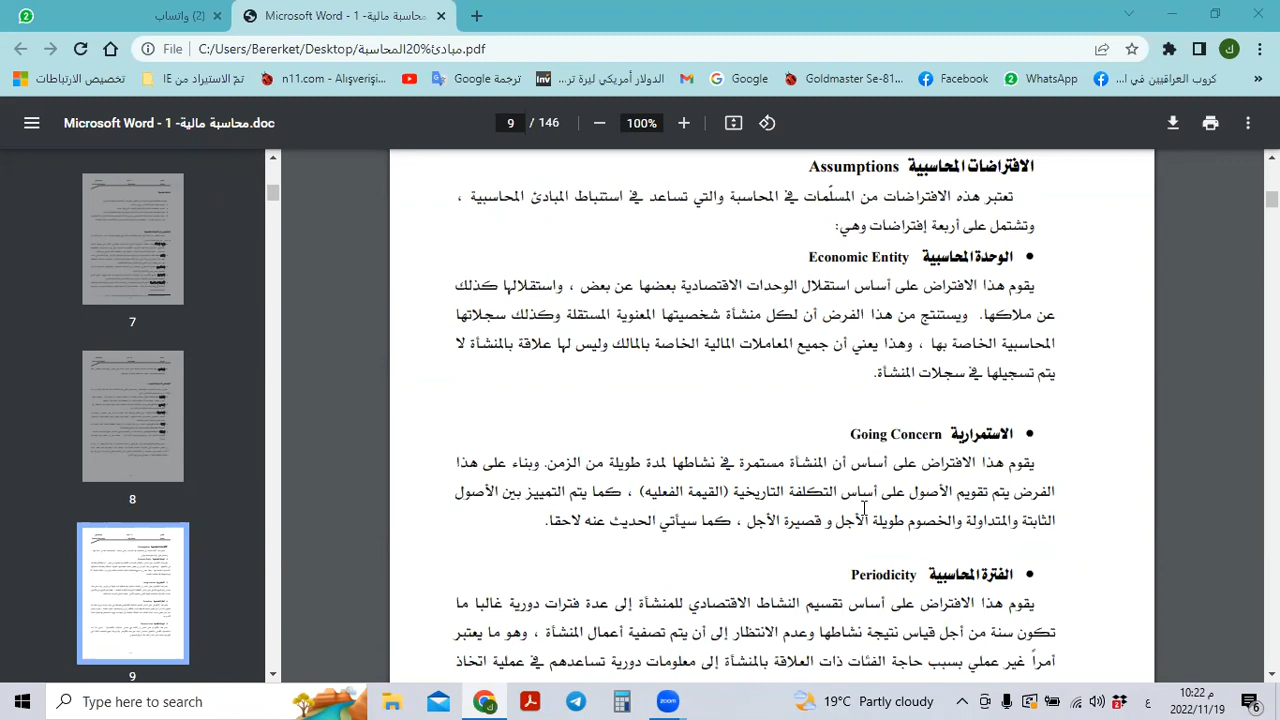 (2) واتساب
Microsoft Word - 1 -محاسبة مالية
File
C:/Users/Bererket/Desktop/مبادئ%20المحاسبة.pdf
ك
تخصيص الارتباطات
تمّ الاستيراد من IE
n11.com - Alışverişi...
ترجمة Google
الدولار أمريكي ليرة تر...
Google
Goldmaster Se-81...
Facebook
WhatsApp
كروب العراقيين في ا...
Microsoft Word - 1 -محاسبة مالية.doc
9 / 146
100%
7
8
9
الافتراضات المحاسبية Assumptions
تعتبر هذه الافتراضات من المسلّمات في المحاسبة والتي تساعد في استنباط المبادئ المحاسبية ،
وتشتمل على أربعة إفتراضات وهي:
• الوحدة المحاسبية Economic Entity
يقوم هذا الافتراض على أساس استقلال الوحدات الاقتصادية بعضها عن بعض ، واستقلالها كذلك
عن ملاكها. ويستنتج من هذا الفرض أن لكل منشأة شخصيتها المعنوية المستقلة وكذلك سجلاتها
المحاسبية الخاصة بها ، وهذا يعني أن جميع المعاملات المالية الخاصة بالمالك وليس لها علاقة بالمنشأة لا
يتم تسجيلها في سجلات المنشأة.
• الاستمرارية Going Concern
يقوم هذا الافتراض على أساس أن المنشأة مستمرة في نشاطها لمدة طويلة من الزمن. وبناء على هذا
الفرض يتم تقويم الأصول على أساس التكلفة التاريخية (القيمة الفعليه) ، كما يتم التمييز بين الأصول
الثابتة والمتداولة والخصوم طويلة الأجل و قصيرة الأجل ، كما سيأتي الحديث عنه لاحقا.
• الفترة المحاسبية Periodicity
يقوم هذا الافتراض على أساس تقسيم النشاط الاقتصادي للمنشأة إلى عدة فترات دورية غالبا ما
تكون سنة من أجل قياس نتيجة نشاطها وعدم الانتظار إلى أن يتم تصفية أعمال المنشأة ، وهو ما يعتبر
أمراً غير عملي بسبب حاجة الفئات ذات العلاقة بالمنشأة إلى معلومات دورية تساعدهم في عملية اتخاذ
Type here to search
zoom
19°C Partly cloudy
ع
10:22 م
2022/11/19
6